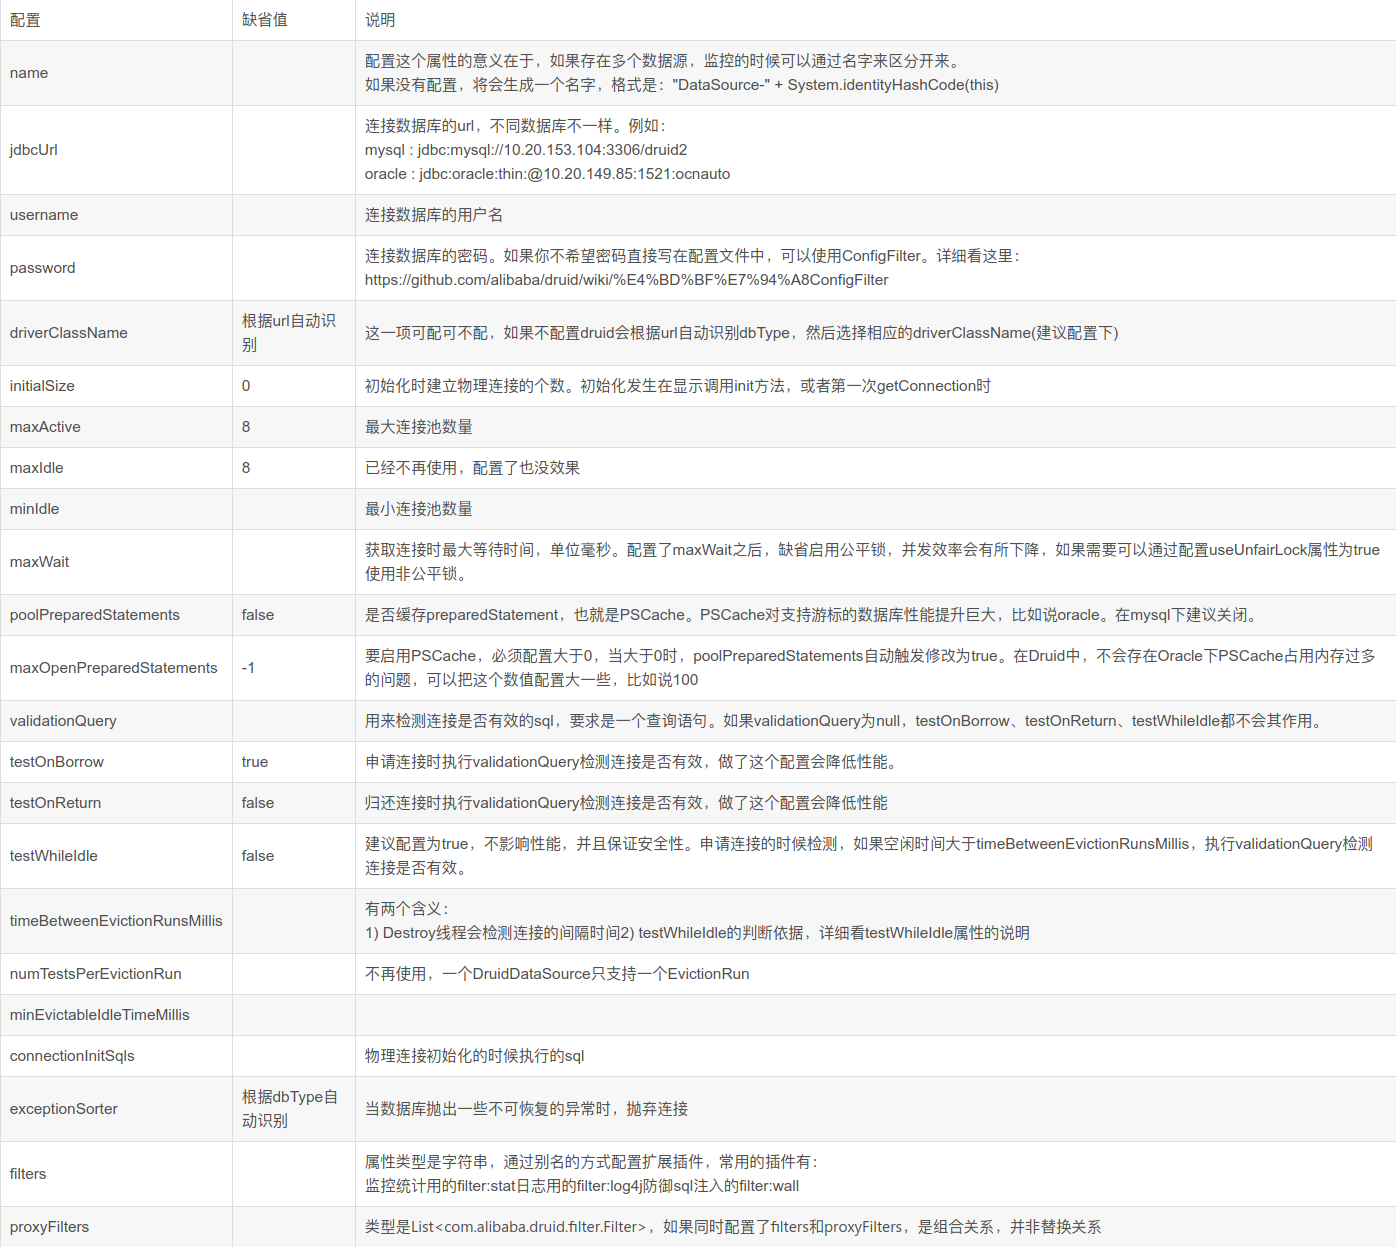 配置 缺省值 说明
name 配置这个属性的意义在于，如果存在多个数据源，监控的时候可以通过名字来区分开来。
如果没有配置，将会生成一个名字，格式是："DataSource-" + System.identityHashCode(this)
jdbcUrl 连接数据库的url，不同数据库不一样。例如：
mysql : jdbc:mysql://10.20.153.104:3306/druid2
oracle : jdbc:oracle:thin:@10.20.149.85:1521:ocnauto
username 连接数据库的用户名
password 连接数据库的密码。如果你不希望密码直接写在配置文件中，可以使用ConfigFilter。详细看这里：
https://github.com/alibaba/druid/wiki/%E4%BD%BF%E7%94%A8ConfigFilter
driverClassName 根据url自动识
别 这一项可配可不配，如果不配置druid会根据url自动识别dbType，然后选择相应的driverClassName(建议配置下)
initialSize 0 初始化时建立物理连接的个数。初始化发生在显示调用init方法，或者第一次getConnection时
maxActive 8 最大连接池数量
maxIdle 8 已经不再使用，配置了也没效果
minIdle 最小连接池数量
maxWait 获取连接时最大等待时间，单位毫秒。配置了maxWait之后，缺省启用公平锁，并发效率会有所下降，如果需要可以通过配置useUnfairLock属性为true
使用非公平锁。
poolPreparedStatements false 是否缓存preparedStatement，也就是PSCache。PSCache对支持游标的数据库性能提升巨大，比如说oracle。在mysql下建议关闭。
maxOpenPreparedStatements -1 要启用PSCache，必须配置大于0，当大于0时，poolPreparedStatements自动触发修改为true。在Druid中，不会存在Oracle下PSCache占用内存过多
的问题，可以把这个数值配置大一些，比如说100
validationQuery 用来检测连接是否有效的sql，要求是一个查询语句。如果validationQuery为null，testOnBorrow、testOnReturn、testWhileIdle都不会其作用。
testOnBorrow true 申请连接时执行validationQuery检测连接是否有效，做了这个配置会降低性能。
testOnReturn false 归还连接时执行validationQuery检测连接是否有效，做了这个配置会降低性能
testWhileIdle false 建议配置为true，不影响性能，并且保证安全性。申请连接的时候检测，如果空闲时间大于timeBetweenEvictionRunsMillis，执行validationQuery检测
连接是否有效。
timeBetweenEvictionRunsMillis 有两个含义：
1) Destroy线程会检测连接的间隔时间2) testWhileIdle的判断依据，详细看testWhileIdle属性的说明
numTestsPerEvictionRun 不再使用，一个DruidDataSource只支持一个EvictionRun
minEvictableIdleTimeMillis
connectionInitSqls 物理连接初始化的时候执行的sql
exceptionSorter 根据dbType自
动识别 当数据库抛出一些不可恢复的异常时，抛弃连接
filters 属性类型是字符串，通过别名的方式配置扩展插件，常用的插件有：
监控统计用的filter:stat日志用的filter:log4j防御sql注入的filter:wall
proxyFilters 类型是List<com.alibaba.druid.filter.Filter>，如果同时配置了filters和proxyFilters，是组合关系，并非替换关系